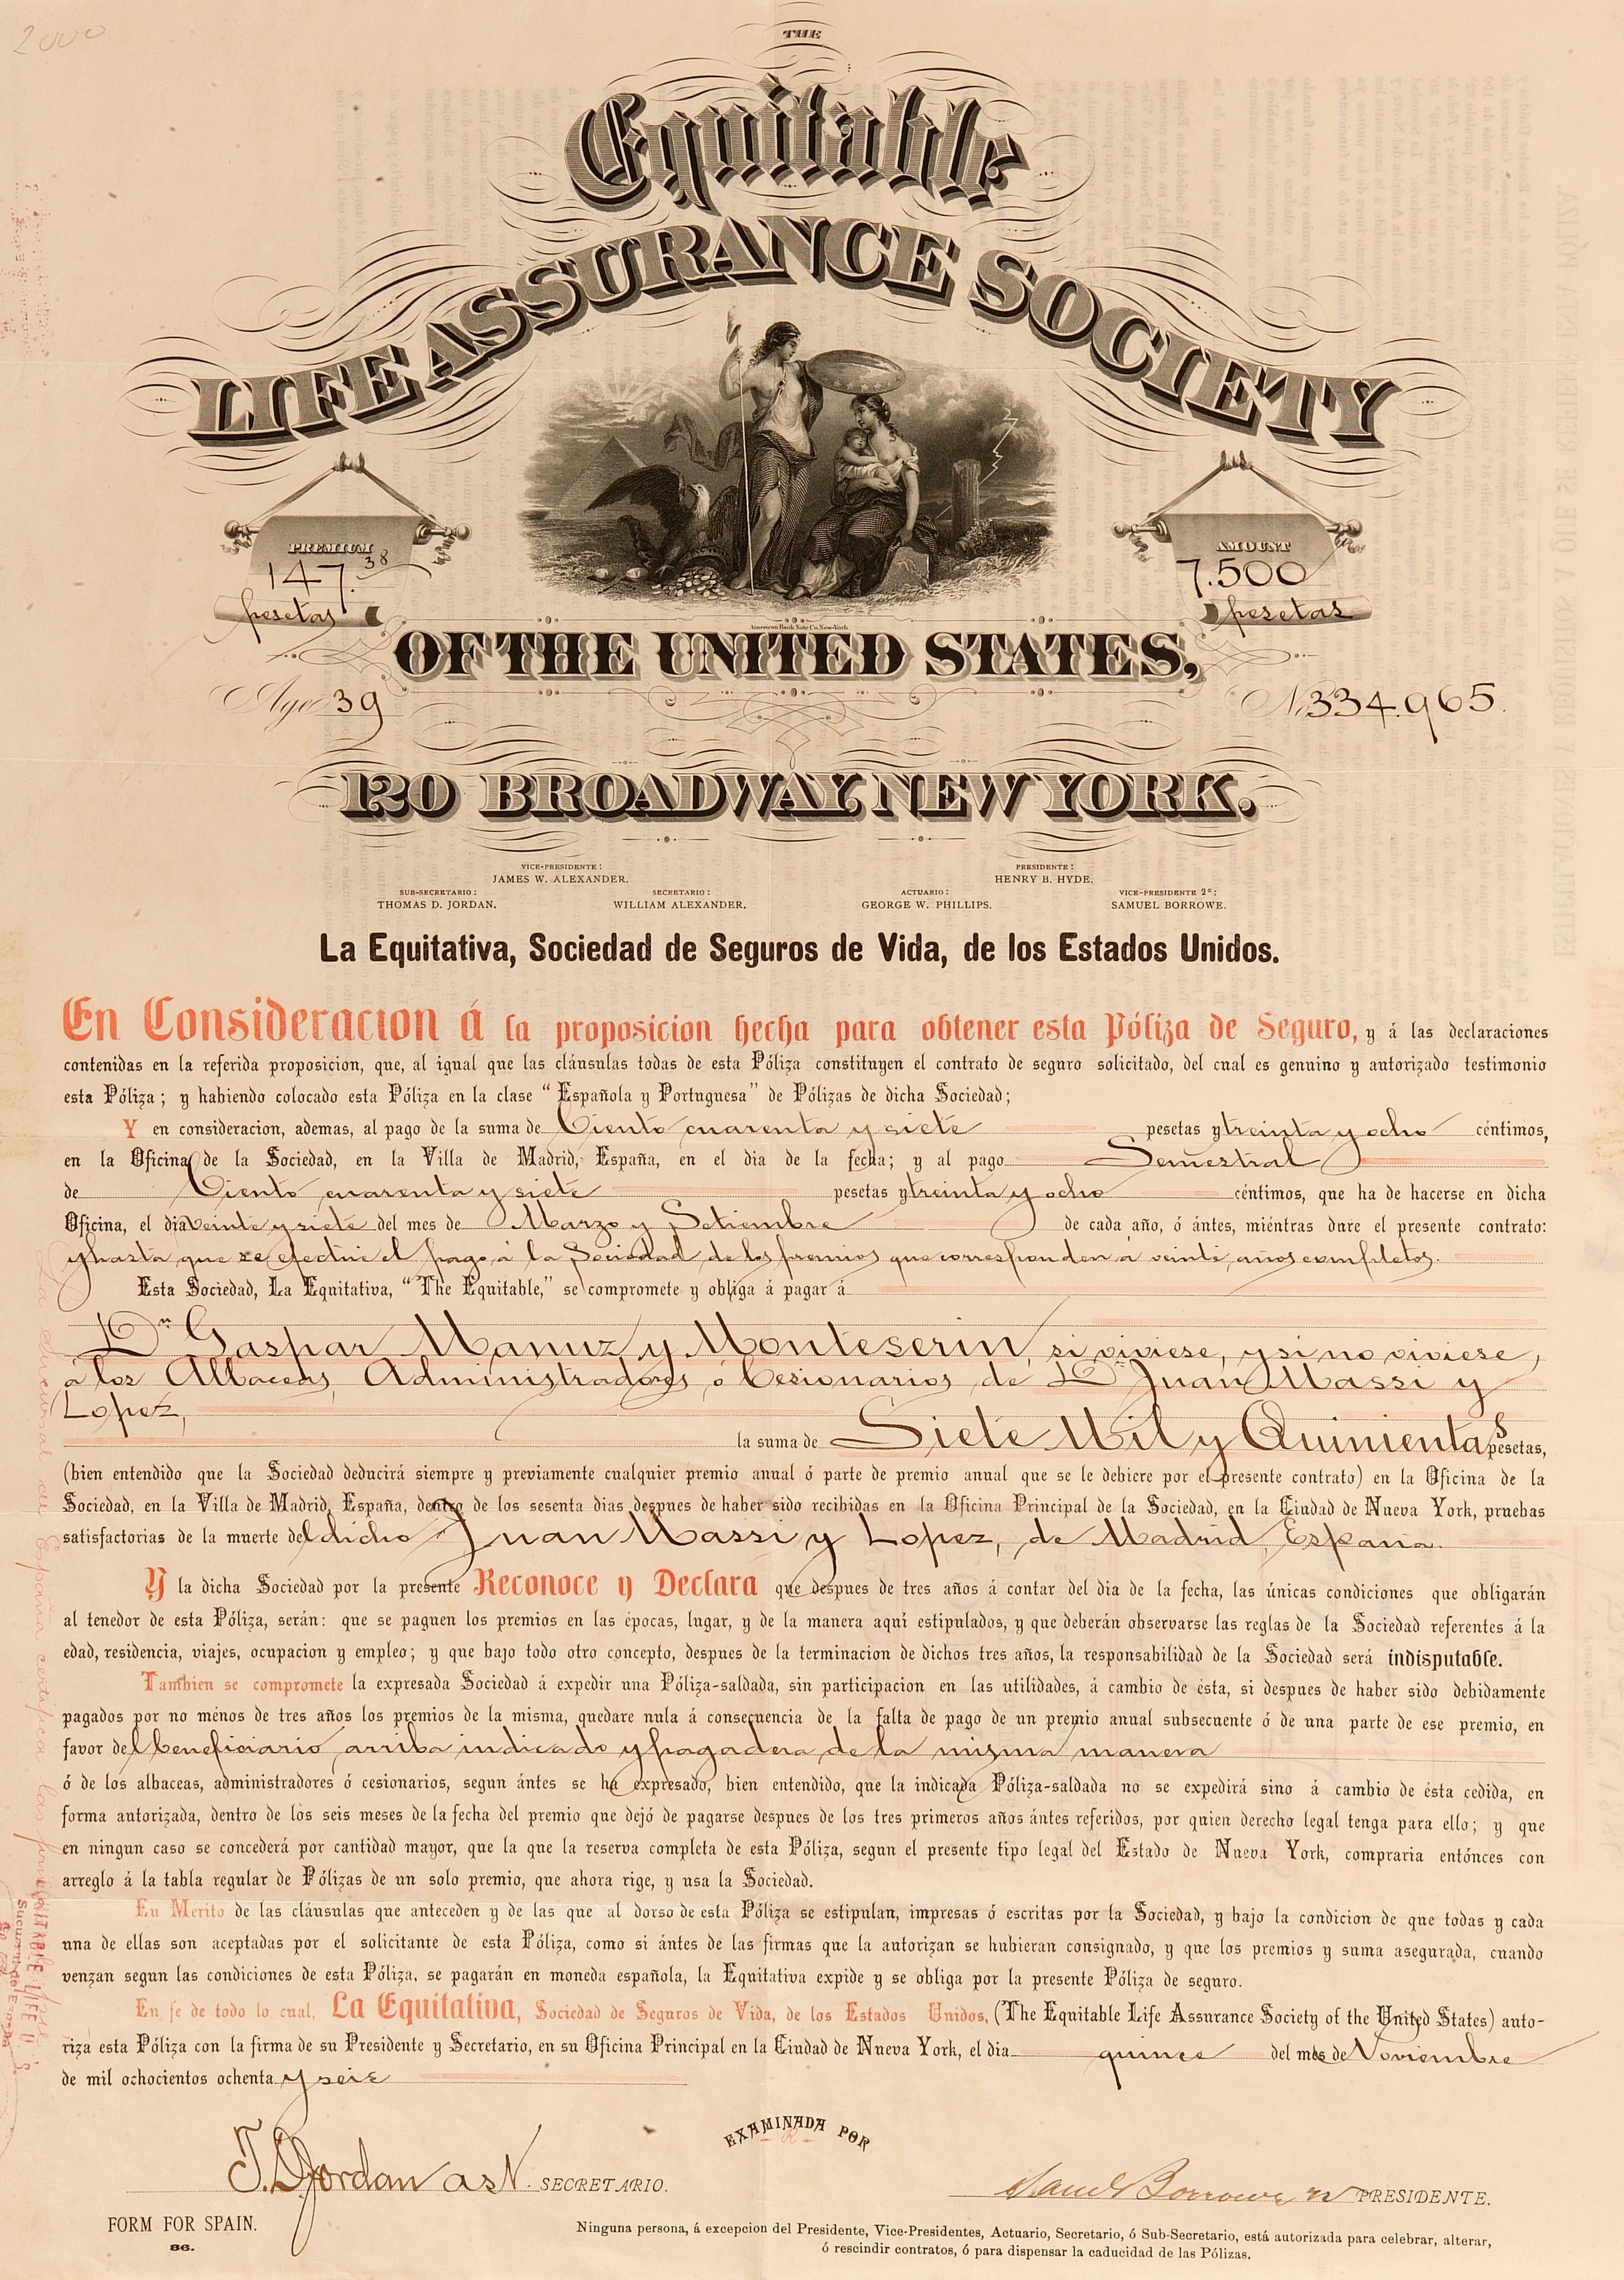 2000
THE
Equitable
LIFE ASSURANCE SOCIETY
PREMIUM
147.38
pesetas
AMOUNT
7.500
pesetas
American Bank Note Co. New-York.
OF THE UNITED STATES,
Age 39
No. 334.965.
120 BROADWAY, NEW YORK.
VICE-PRESIDENTE:
JAMES W. ALEXANDER.
PRESIDENTE:
HENRY B. HYDE.
SUB-SECRETARIO:
THOMAS D. JORDAN.
SECRETARIO:
WILLIAM ALEXANDER.
ACTUARIO:
GEORGE W. PHILLIPS.
VICE-PRESIDENTE 2º:
SAMUEL BORROWE.
La Equitativa, Sociedad de Seguros de Vida, de los Estados Unidos.
En Consideracion á la proposicion hecha para obtener esta Póliza de Seguro, y á las declaraciones
contenidas en la referida proposicion, que, al igual que las cláusulas todas de esta Póliza constituyen el contrato de seguro solicitado, del cual es genuino y autorizado testimonio
esta Póliza; y habiendo colocado esta Póliza en la clase “Española y Portuguesa” de Pólizas de dicha Sociedad;
Y en consideracion, ademas, al pago de la suma de Ciento cuarenta y siete pesetas y treinta y ocho céntimos,
en la Oficina de la Sociedad, en la Villa de Madrid, España, en el dia de la fecha; y al pago Semestral
de Ciento cuarenta y siete pesetas y treinta y ocho céntimos, que ha de hacerse en dicha
Oficina, el dia veinte y siete del mes de Marzo y Setiembre de cada año, ó ántes, miéntras dure el presente contrato:
y hasta que se efectúe el pago á la Sociedad de los premios que corresponden á veinte años completos.
Esta Sociedad, La Equitativa, “The Equitable,” se compromete y obliga á pagar á
Dn Gaspar Manuz y Monteserin, si viviese, y si no viviese,
á los Albaceas, Administradores ó Cesionarios de Dn Juan Massi y
Lopez,
la suma de Siete Mil y Quinientas pesetas,
(bien entendido que la Sociedad deducirá siempre y previamente cualquier premio anual ó parte de premio anual que se le debiere por el presente contrato) en la Oficina de la
Sociedad, en la Villa de Madrid, España, dentro de los sesenta dias despues de haber sido recibidas en la Oficina Principal de la Sociedad, en la Ciudad de Nueva York, pruebas
satisfactorias de la muerte del dicho Juan Massi y Lopez, de Madrid, España.
Y la dicha Sociedad por la presente Reconoce y Declara que despues de tres años á contar del dia de la fecha, las únicas condiciones que obligarán
al tenedor de esta Póliza, serán: que se paguen los premios en las épocas, lugar, y de la manera aquí estipulados, y que deberán observarse las reglas de la Sociedad referentes á la
edad, residencia, viajes, ocupacion y empleo; y que bajo todo otro concepto, despues de la terminacion de dichos tres años, la responsabilidad de la Sociedad será indisputable.
Tambien se compromete la expresada Sociedad á expedir una Póliza-saldada, sin participacion en las utilidades, á cambio de ésta, si despues de haber sido debidamente
pagados por no ménos de tres años los premios de la misma, quedare nula á consecuencia de la falta de pago de un premio anual subsecuente ó de una parte de ese premio, en
favor del beneficiario arriba indicado y pagadera de la misma manera
ó de los albaceas, administradores ó cesionarios, segun ántes se ha expresado, bien entendido, que la indicada Póliza-saldada no se expedirá sino á cambio de ésta cedida, en
forma autorizada, dentro de los seis meses de la fecha del premio que dejó de pagarse despues de los tres primeros años ántes referidos, por quien derecho legal tenga para ello; y que
en ningun caso se concederá por cantidad mayor, que la que la reserva completa de esta Póliza, segun el presente tipo legal del Estado de Nueva York, compraria entónces con
arreglo á la tabla regular de Pólizas de un solo premio, que ahora rige, y usa la Sociedad.
En Mérito de las cláusulas que anteceden y de las que al dorso de esta Póliza se estipulan, impresas ó escritas por la Sociedad, y bajo la condicion de que todas y cada
una de ellas son aceptadas por el solicitante de esta Póliza, como si ántes de las firmas que la autorizan se hubieran consignado, y que los premios y suma asegurada, cuando
venzan segun las condiciones de esta Póliza, se pagarán en moneda española, la Equitativa expide y se obliga por la presente Póliza de seguro.
En fe de todo lo cual, La Equitativa, Sociedad de Seguros de Vida, de los Estados Unidos, (The Equitable Life Assurance Society of the United States) auto-
riza esta Póliza con la firma de su Presidente y Secretario, en su Oficina Principal en la Ciudad de Nueva York, el dia quince del mes de Noviembre
de mil ochocientos ochenta y seis
EXAMINADA POR
T. D. Jordan asst. SECRETARIO.
Saml Borrowe PRESIDENTE.
FORM FOR SPAIN.
86.
Ninguna persona, á excepcion del Presidente, Vice-Presidentes, Actuario, Secretario, ó Sub-Secretario, está autorizada para celebrar, alterar,
ó rescindir contratos, ó para dispensar la caducidad de las Pólizas.
La Sucursal de España certifica las firmas